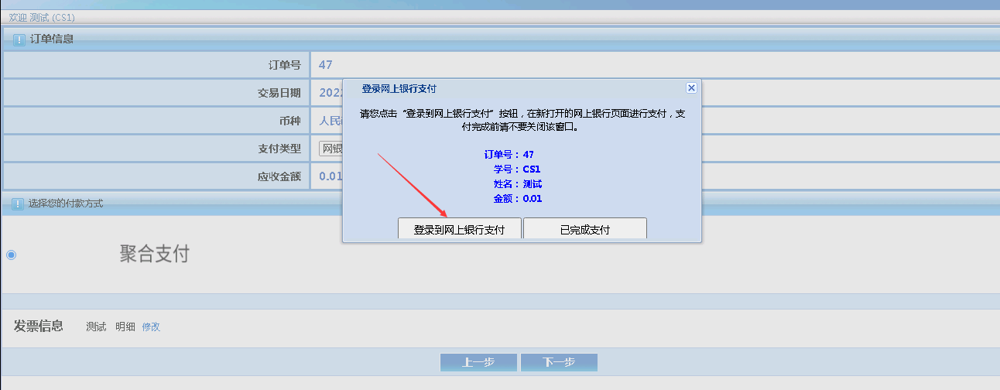 欢迎 测试 (CS1)
订单信息
订单号 47
交易日期
币种
支付类型 网银
应收金额 0.01
登录网上银行支付
请您点击“登录到网上银行支付”按钮，在新打开的网上银行页面进行支付，支
付完成前请不要关闭该窗口。
订单号：47
学号：CS1
姓名：测试
金额：0.01
登录到网上银行支付 已完成支付
选择您的付款方式
聚合支付
发票信息 测试 明细 修改
上一步 下一步